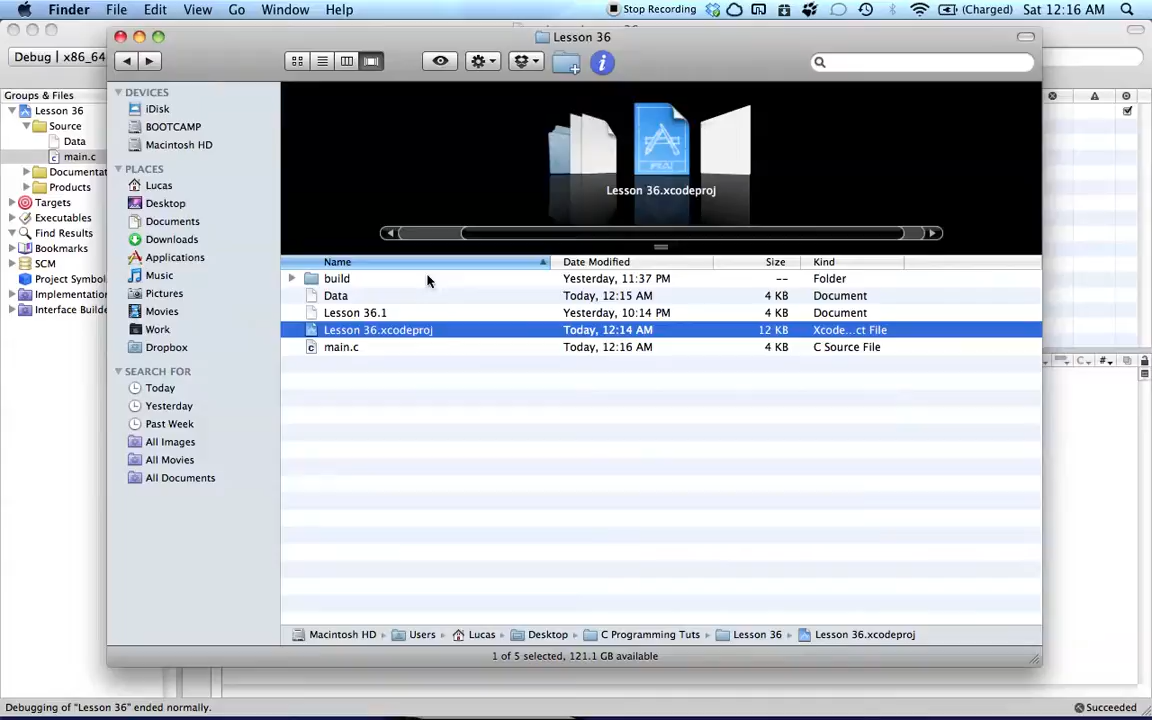 Finder File Edit View Go Window Help Stop Recording (Charged) Sat 12:16 AM
Lesson 36
Debug | x86_64
Groups & Files
Lesson 36
Source
Data
main.c
Documenta
Products
Targets
Executables
Find Results
Bookmarks
SCM
Project Symbol
Implementation
Interface Builde
DEVICES
iDisk
BOOTCAMP
Macintosh HD
PLACES
Lucas
Desktop
Documents
Downloads
Applications
Music
Pictures
Movies
Work
Dropbox
SEARCH FOR
Today
Yesterday
Past Week
All Images
All Movies
All Documents
Lesson 36.xcodeproj
Name Date Modified Size Kind
build Yesterday, 11:37 PM -- Folder
Data Today, 12:15 AM 4 KB Document
Lesson 36.1 Yesterday, 10:14 PM 4 KB Document
Lesson 36.xcodeproj Today, 12:14 AM 12 KB Xcode...ct File
main.c Today, 12:16 AM 4 KB C Source File
Macintosh HD Users Lucas Desktop C Programming Tuts Lesson 36 Lesson 36.xcodeproj
1 of 5 selected, 121.1 GB available
Debugging of "Lesson 36" ended normally. Succeeded